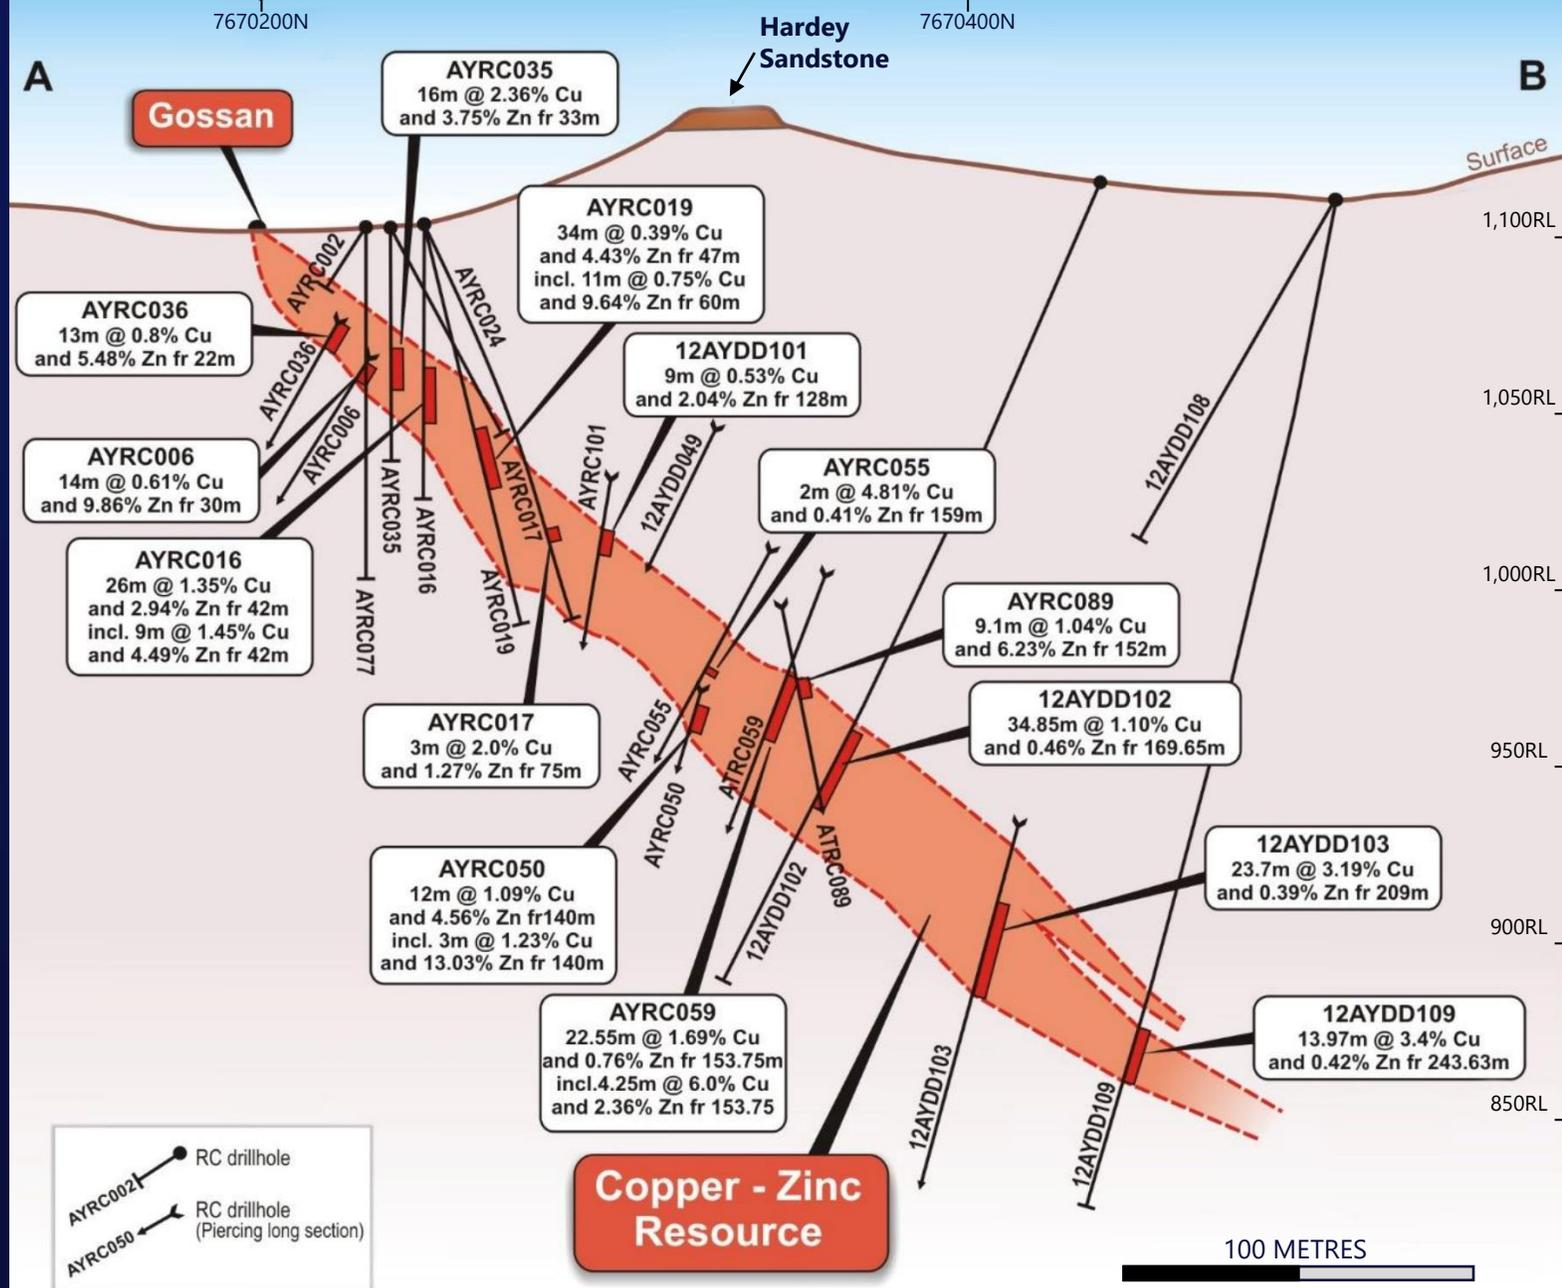 7670200N
7670400N
Hardey
Sandstone
A
B
Gossan
AYRC035
16m @ 2.36% Cu
and 3.75% Zn fr 33m
Surface
AYRC019
34m @ 0.39% Cu
and 4.43% Zn fr 47m
incl. 11m @ 0.75% Cu
and 9.64% Zn fr 60m
1,100RL
AYRC002
AYRC024
AYRC036
13m @ 0.8% Cu
and 5.48% Zn fr 22m
12AYDD101
9m @ 0.53% Cu
and 2.04% Zn fr 128m
AYRC036
1,050RL
AYRC006
AYRC101
12AYDD049
12AYDD108
AYRC006
14m @ 0.61% Cu
and 9.86% Zn fr 30m
AYRC055
2m @ 4.81% Cu
and 0.41% Zn fr 159m
AYRC035
AYRC016
AYRC017
AYRC016
26m @ 1.35% Cu
and 2.94% Zn fr 42m
incl. 9m @ 1.45% Cu
and 4.49% Zn fr 42m
AYRC077
AYRC019
1,000RL
AYRC089
9.1m @ 1.04% Cu
and 6.23% Zn fr 152m
AYRC017
3m @ 2.0% Cu
and 1.27% Zn fr 75m
12AYDD102
34.85m @ 1.10% Cu
and 0.46% Zn fr 169.65m
950RL
AYRC055
ATRC059
AYRC050
ATRC089
12AYDD102
AYRC050
12m @ 1.09% Cu
and 4.56% Zn fr140m
incl. 3m @ 1.23% Cu
and 13.03% Zn fr 140m
12AYDD103
23.7m @ 3.19% Cu
and 0.39% Zn fr 209m
900RL
AYRC059
22.55m @ 1.69% Cu
and 0.76% Zn fr 153.75m
incl.4.25m @ 6.0% Cu
and 2.36% Zn fr 153.75
12AYDD109
13.97m @ 3.4% Cu
and 0.42% Zn fr 243.63m
12AYDD103
12AYDD109
850RL
Copper - Zinc
Resource
AYRC002
RC drillhole
AYRC050
RC drillhole
(Piercing long section)
100 METRES